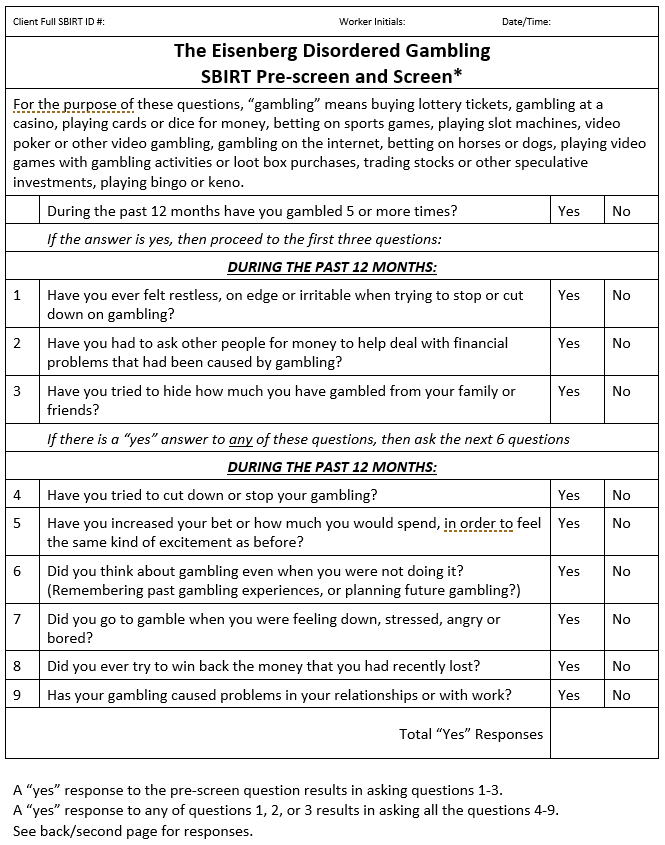 Client Full SBIRT ID #: Worker Initials: Date/Time:
The Eisenberg Disordered Gambling
SBIRT Pre-screen and Screen*
For the purpose of these questions, “gambling” means buying lottery tickets, gambling at a
casino, playing cards or dice for money, betting on sports games, playing slot machines, video
poker or other video gambling, gambling on the internet, betting on horses or dogs, playing video
games with gambling activities or loot box purchases, trading stocks or other speculative
investments, playing bingo or keno.
During the past 12 months have you gambled 5 or more times? Yes No
If the answer is yes, then proceed to the first three questions:
DURING THE PAST 12 MONTHS:
1 Have you ever felt restless, on edge or irritable when trying to stop or cut Yes No
down on gambling?
2 Have you had to ask other people for money to help deal with financial Yes No
problems that had been caused by gambling?
3 Have you tried to hide how much you have gambled from your family or Yes No
friends?
If there is a “yes” answer to any of these questions, then ask the next 6 questions
DURING THE PAST 12 MONTHS:
4 Have you tried to cut down or stop your gambling? Yes No
5 Have you increased your bet or how much you would spend, in order to feel Yes No
the same kind of excitement as before?
6 Did you think about gambling even when you were not doing it? Yes No
(Remembering past gambling experiences, or planning future gambling?)
7 Did you go to gamble when you were feeling down, stressed, angry or Yes No
bored?
8 Did you ever try to win back the money that you had recently lost? Yes No
9 Has your gambling caused problems in your relationships or with work? Yes No
Total “Yes” Responses
A “yes” response to the pre-screen question results in asking questions 1-3.
A “yes” response to any of questions 1, 2, or 3 results in asking all the questions 4-9.
See back/second page for responses.